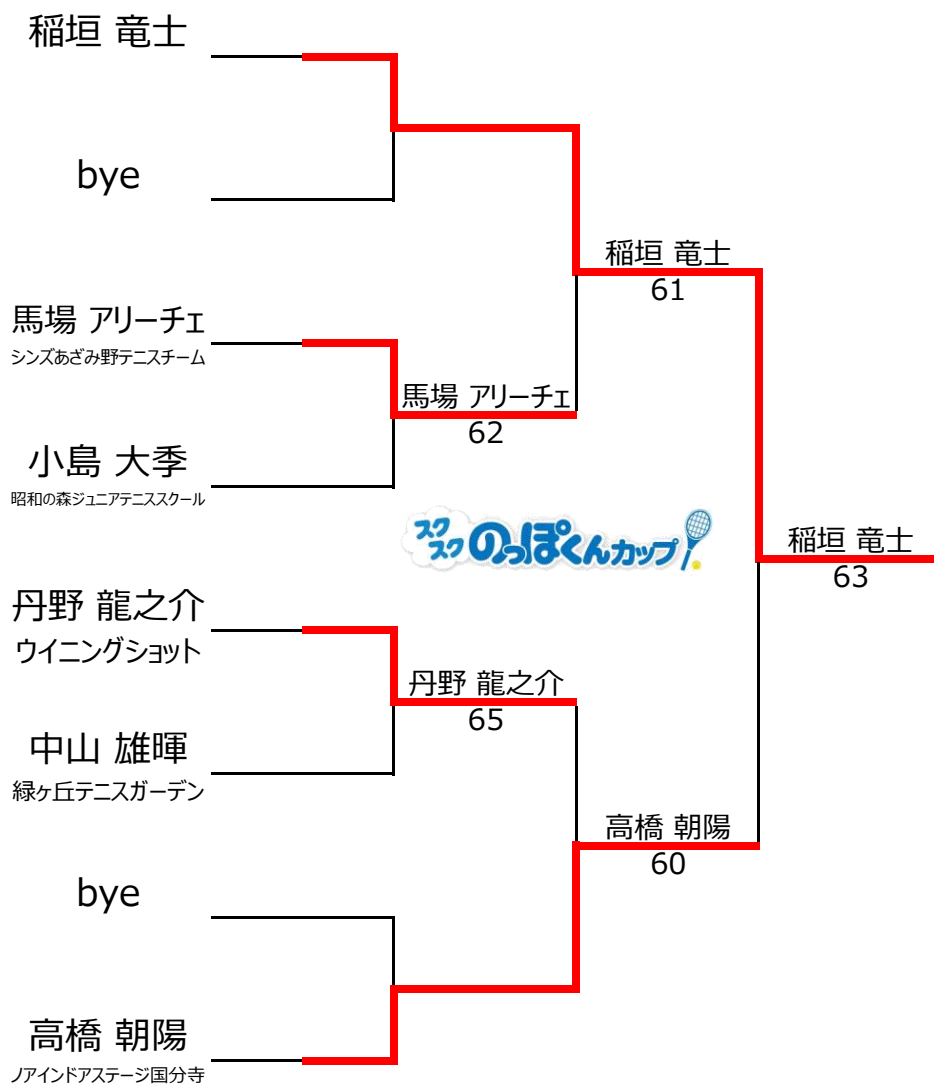 稲垣 竜士
bye
馬場 アリーチェ
シンズあざみ野テニスチーム
小島 大季
昭和の森ジュニアテニススクール
丹野 龍之介
ウイニングショット
中山 雄暉
緑ヶ丘テニスガーデン
bye
高橋 朝陽
ノアインドアステージ国分寺
馬場 アリーチェ
62
丹野 龍之介
65
稲垣 竜士
61
高橋 朝陽
60
稲垣 竜士
63
スクスクのっぽくんカップ